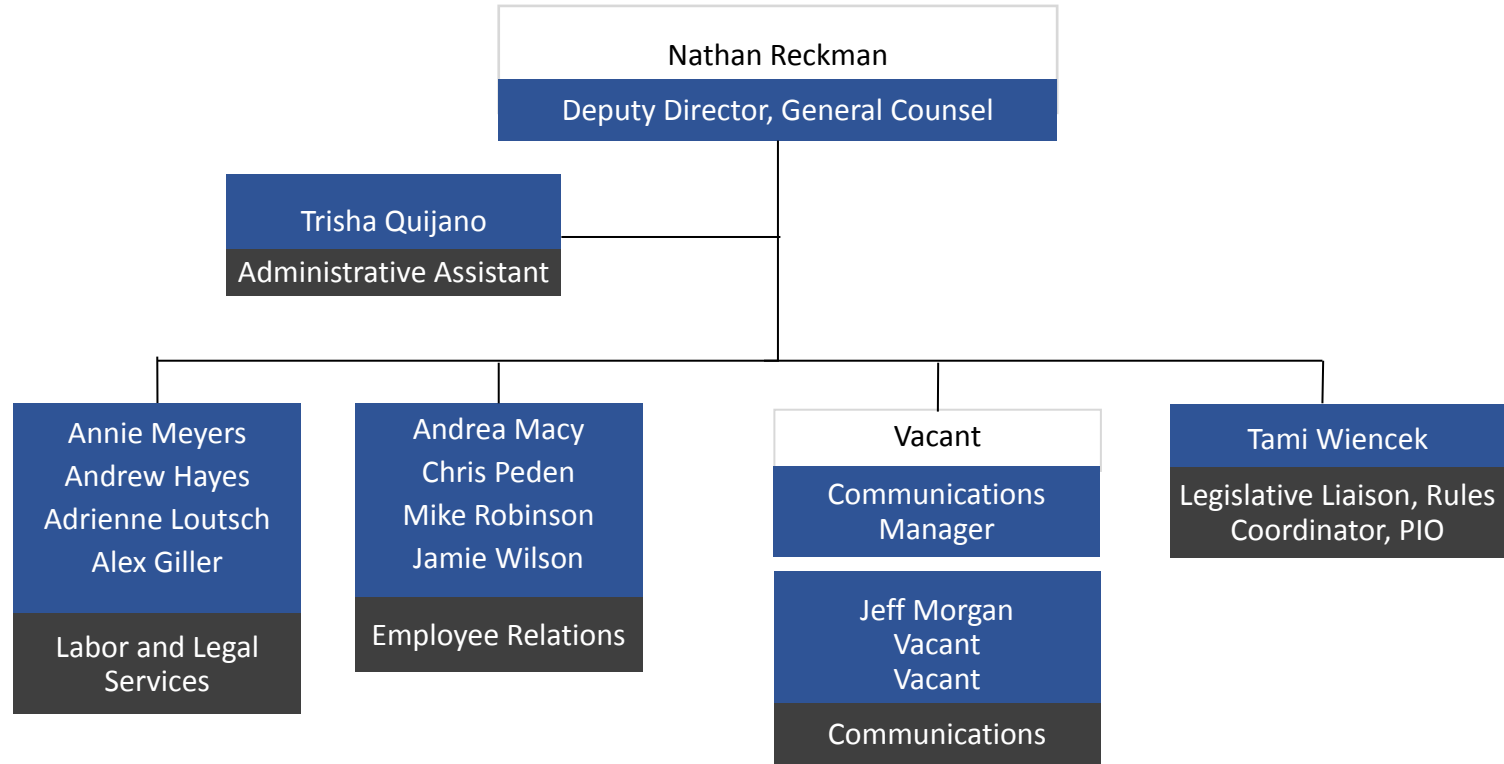 Nathan Reckman
Deputy Director, General Counsel
Trisha Quijano
Administrative Assistant
Annie Meyers
Andrew Hayes
Adrienne Loutsch
Alex Giller
Labor and Legal
Services
Andrea Macy
Chris Peden
Mike Robinson
Jamie Wilson
Employee Relations
Vacant
Communications
Manager
Jeff Morgan
Vacant
Vacant
Communications
Tami Wiencek
Legislative Liaison, Rules
Coordinator, PIO